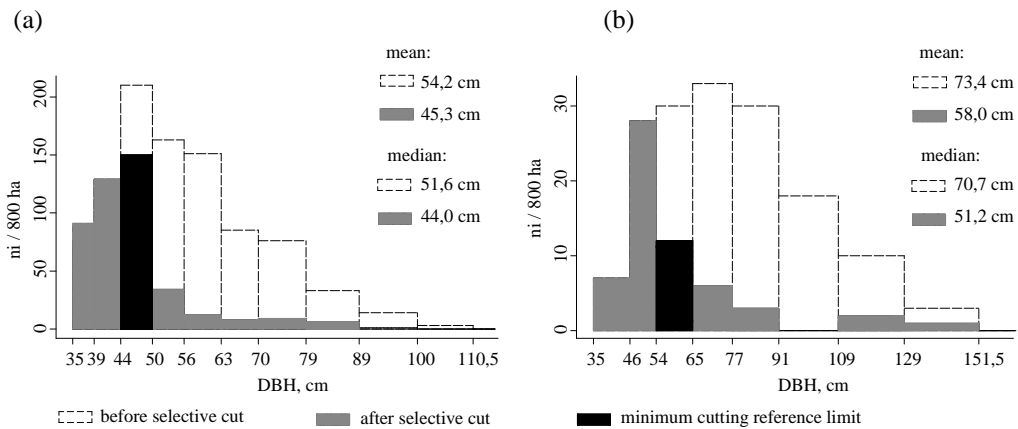 (a)
mean:
54,2 cm
45,3 cm
median:
51,6 cm
44,0 cm
ni / 800 ha
0
50
100
150
200
35 39 44 50 56 63 70 79 89 100 110,5
DBH, cm
(b)
mean:
73,4 cm
58,0 cm
median:
70,7 cm
51,2 cm
ni / 800 ha
0
10
20
30
35 46 54 65 77 91 109 129 151,5
DBH, cm
before selective cut after selective cut minimum cutting reference limit